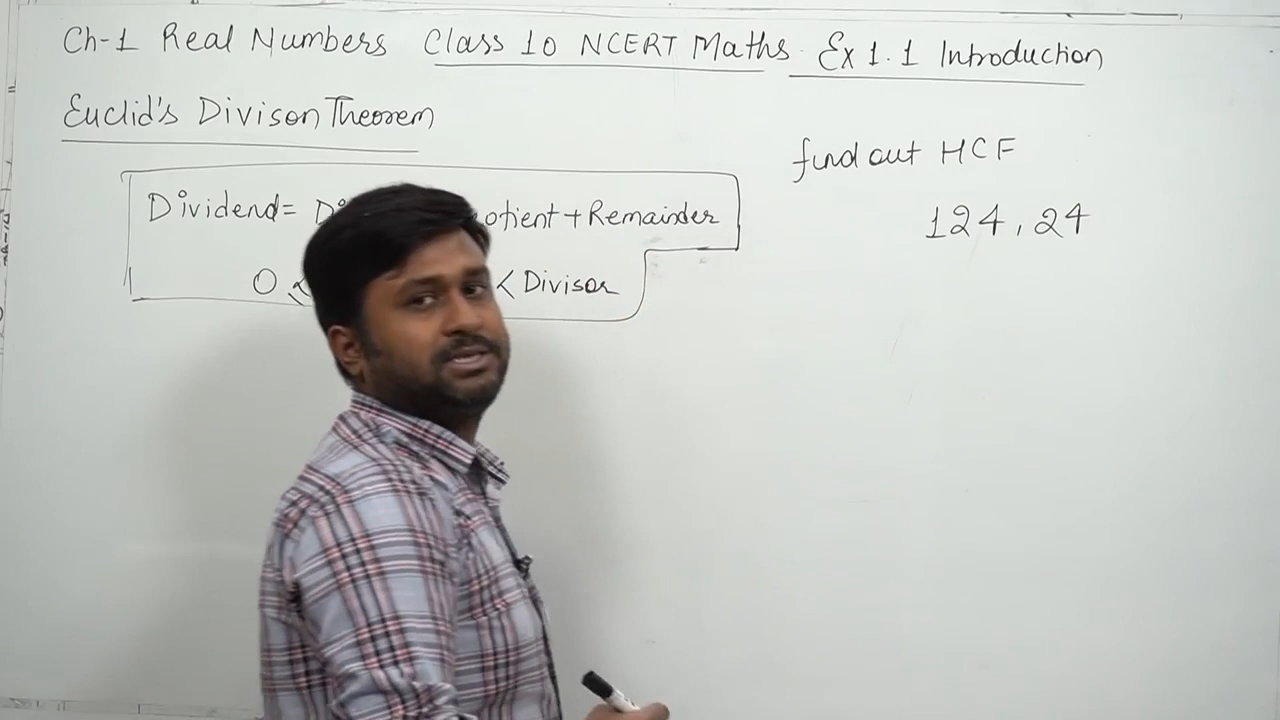 Ch-1 Real Numbers Class 10 NCERT Maths. Ex 1.1 Introduction
Euclid's Divison Theorem
Dividend= otient+Remainder
0 ≤ < Divisor
find out HCF
124, 24